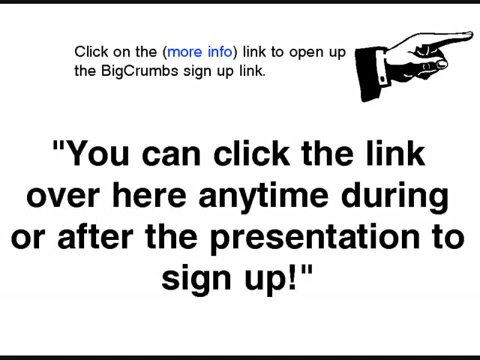 Click on the (more info) link to open up
the BigCrumbs sign up link.
"You can click the link
over here anytime during
or after the presentation to
sign up!"